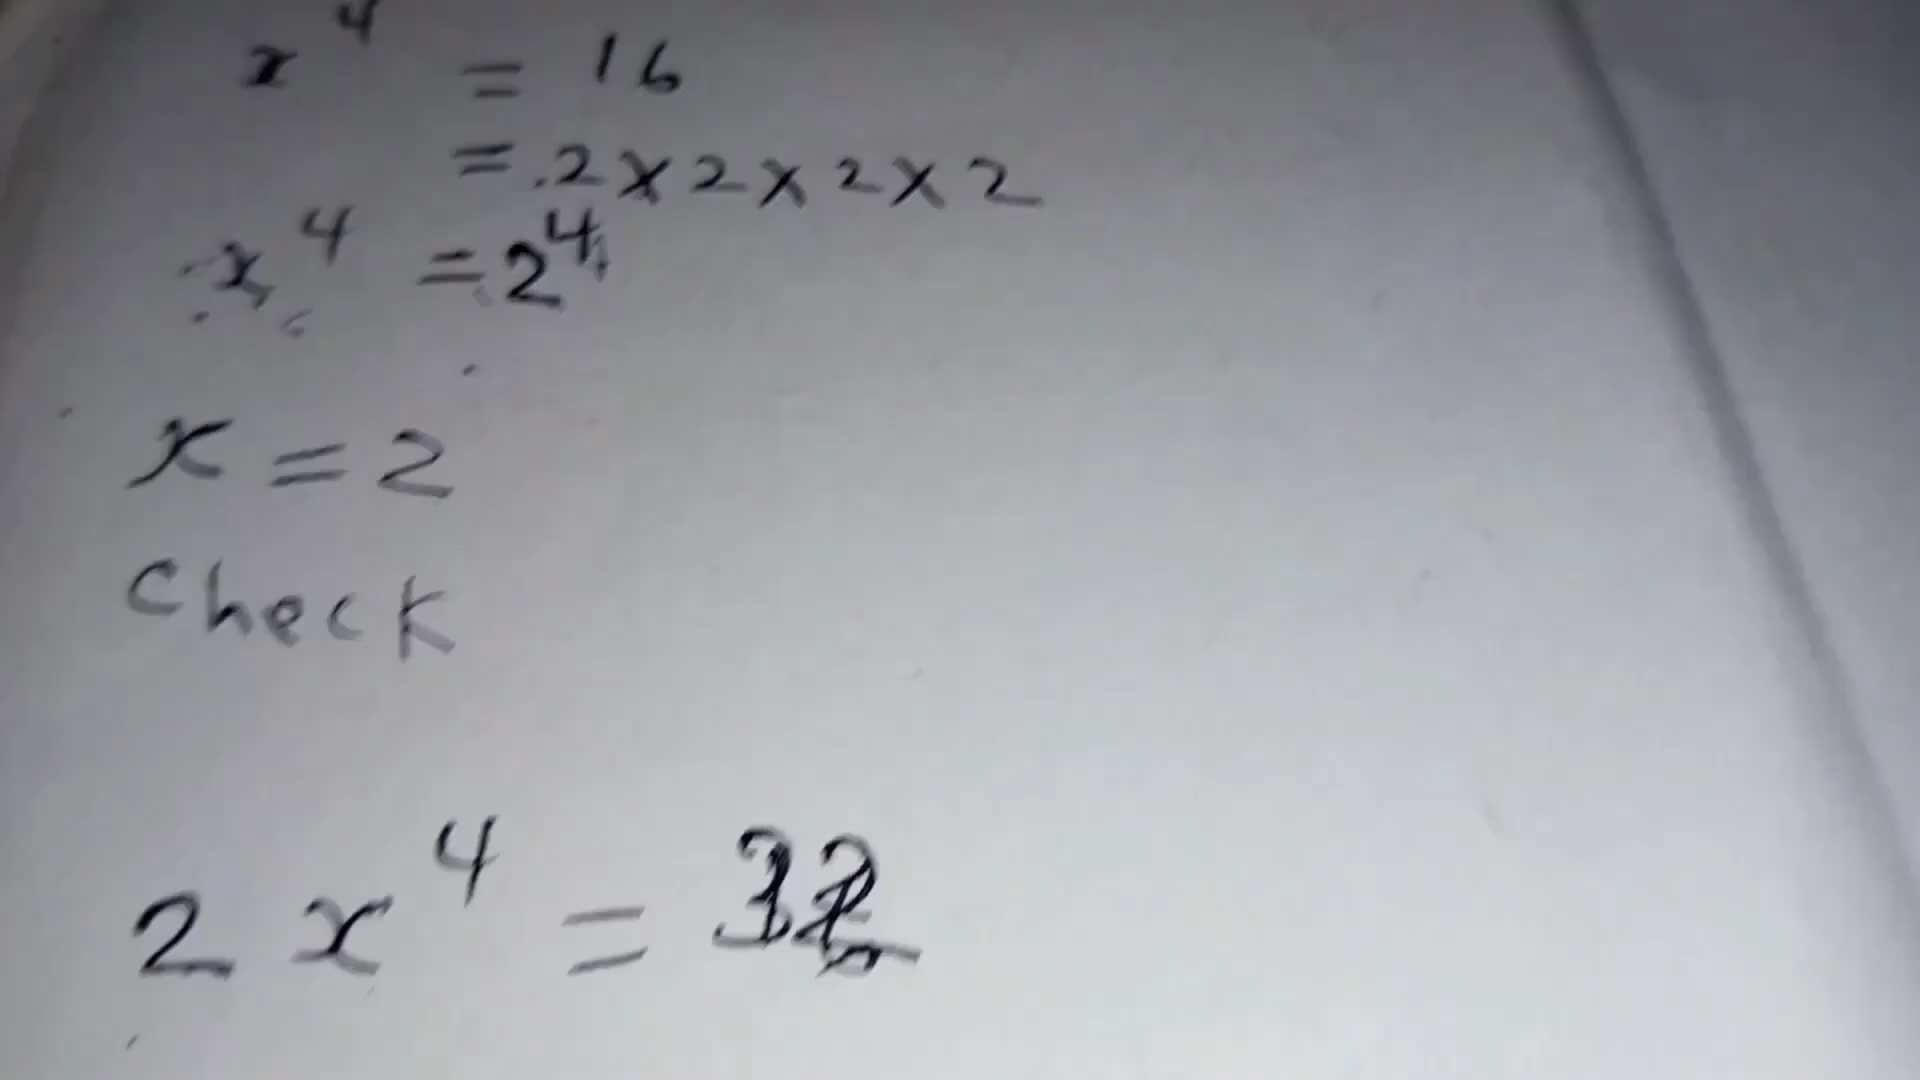 x⁴ = 16
= 2 × 2 × 2 × 2
x⁴ = 2⁴
x = 2
Check
2x⁴ = 32